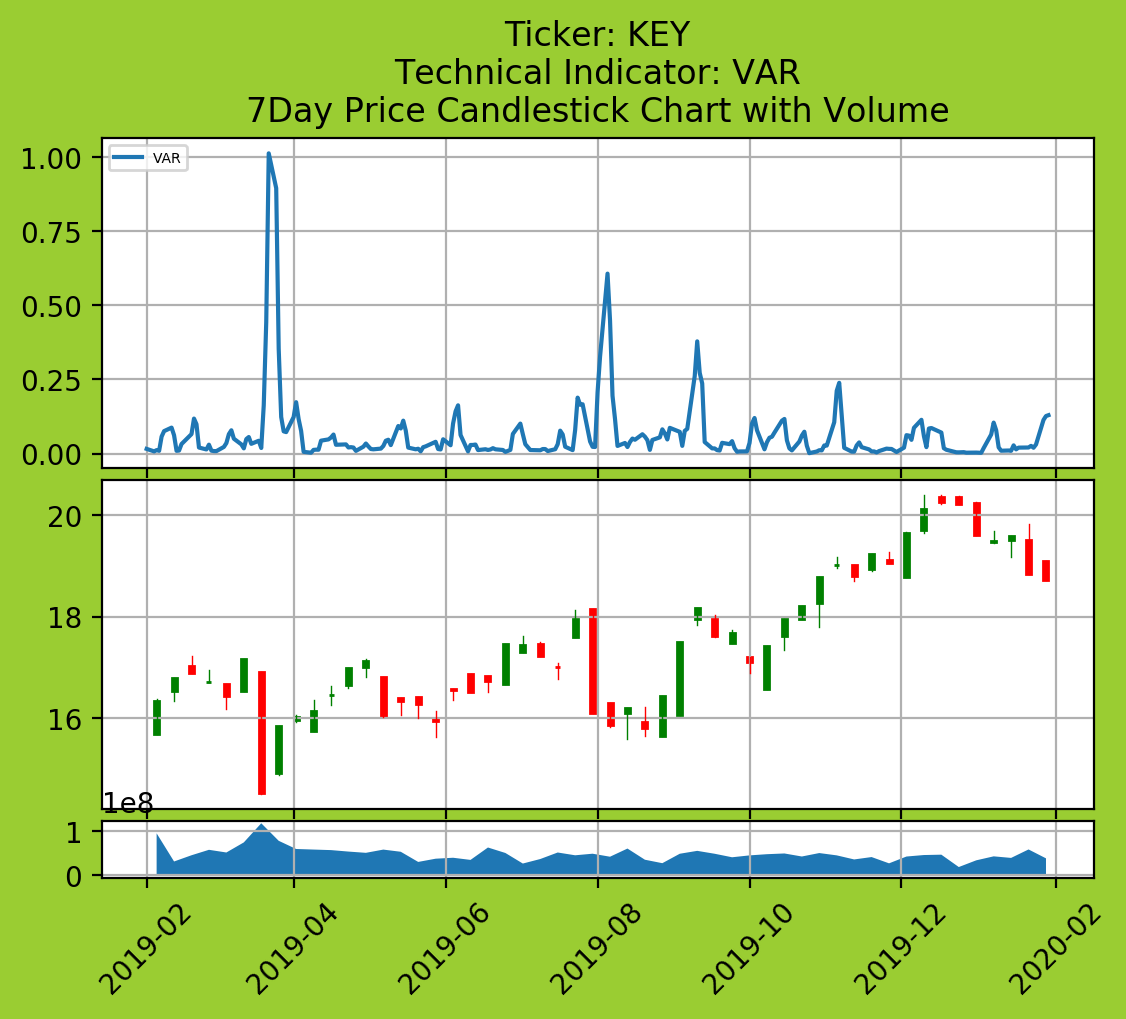 Ticker: KEY
Technical Indicator: VAR
7Day Price Candlestick Chart with Volume
VAR
1.00
0.75
0.50
0.25
0.00
20
18
16
1e8
1
0
2019-02 2019-04 2019-06 2019-08 2019-10 2019-12 2020-02